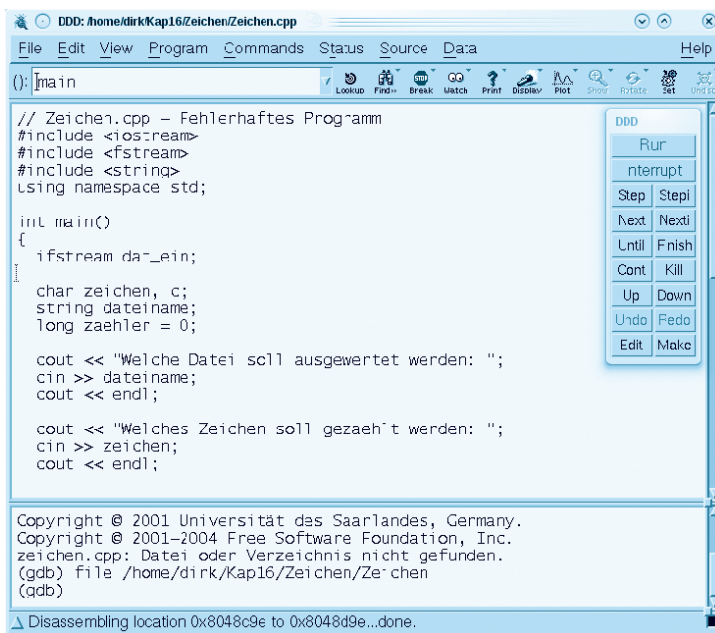 DDD: /home/dirk/Kap16/Zeichen/Zeichen.cpp
File Edit View Program Commands Status Source Data Help
(): main
Lookup Find» Break Watch Print Display Plot Show Rotate Set Undisp
// Zeichen.cpp – Fehlerhaftes Programm
#include <iostream>
#include <fstream>
#include <string>
using namespace std;
int main()
{
ifstream dat_ein;
char zeichen, c;
string dateiname;
long zaehler = 0;
cout << "Welche Datei soll ausgewertet werden: ";
cin >> dateiname;
cout << endl;
cout << "Welches Zeichen soll gezaehlt werden: ";
cin >> zeichen;
cout << endl;
DDD
Run
Interrupt
Step Stepi
Next Nexti
Until Finish
Cont Kill
Up Down
Undo Redo
Edit Make
Copyright © 2001 Universität des Saarlandes, Germany.
Copyright © 2001–2004 Free Software Foundation, Inc.
zeichen.cpp: Datei oder Verzeichnis nicht gefunden.
(gdb) file /home/dirk/Kap16/Zeichen/Zeichen
(gdb)
Disassembling location 0x8048c9e to 0x8048d9e...done.